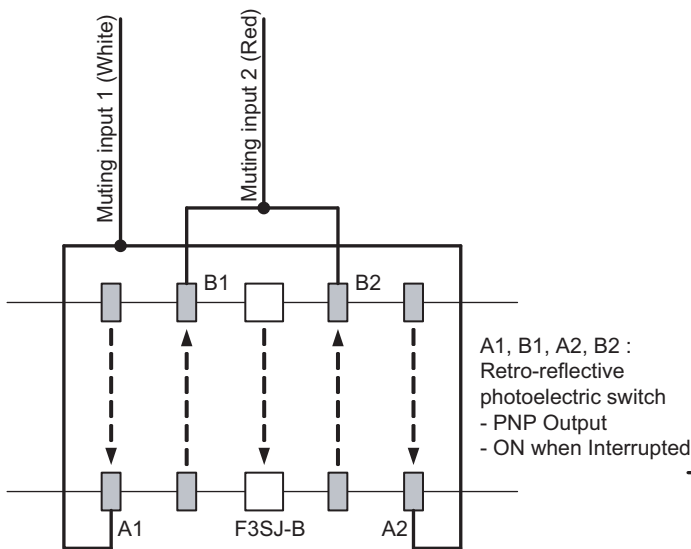 Muting input 1 (White)
Muting input 2 (Red)
B1
B2
A1, B1, A2, B2 :
Retro-reflective
photoelectric switch
- PNP Output
- ON when Interrupted
A1
F3SJ-B
A2